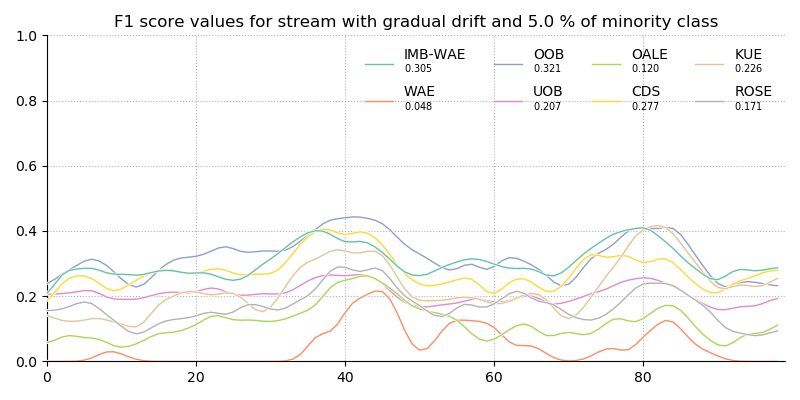 F1 score values for stream with gradual drift and 5.0 % of minority class
1.0
IMB-WAE OOB OALE KUE
0.305 0.321 0.120 0.226
WAE UOB CDS ROSE
0.048 0.207 0.277 0.171
0.8
0.6
0.4
0.2
0.0
0 20 40 60 80